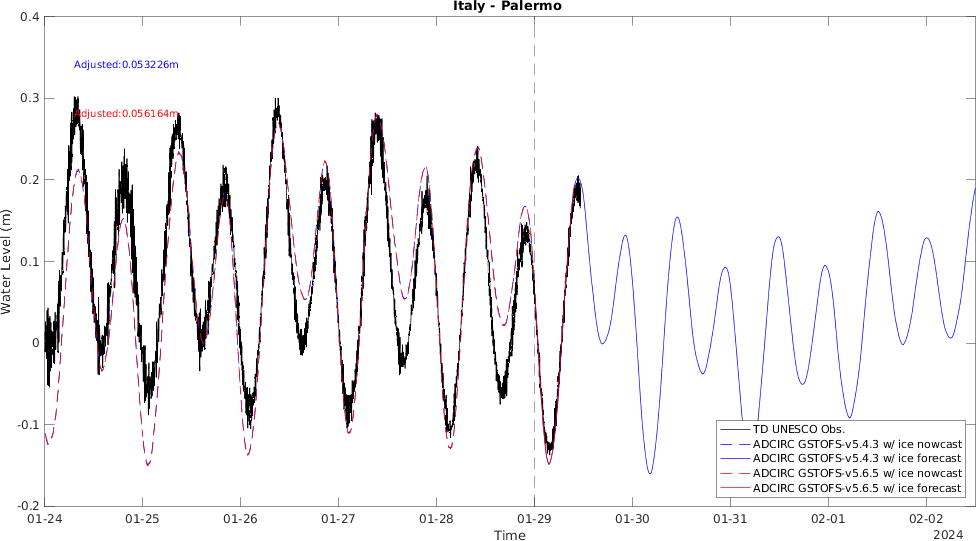 Italy - Palermo
0.4
0.3
0.2
0.1
0
-0.1
-0.2
Water Level (m)
Adjusted:0.053226m
Adjusted:0.056164m
TD UNESCO Obs.
ADCIRC GSTOFS-v5.4.3 w/ ice nowcast
ADCIRC GSTOFS-v5.4.3 w/ ice forecast
ADCIRC GSTOFS-v5.6.5 w/ ice nowcast
ADCIRC GSTOFS-v5.6.5 w/ ice forecast
01-24 01-25 01-26 01-27 01-28 01-29 01-30 01-31 02-01 02-02
Time
2024